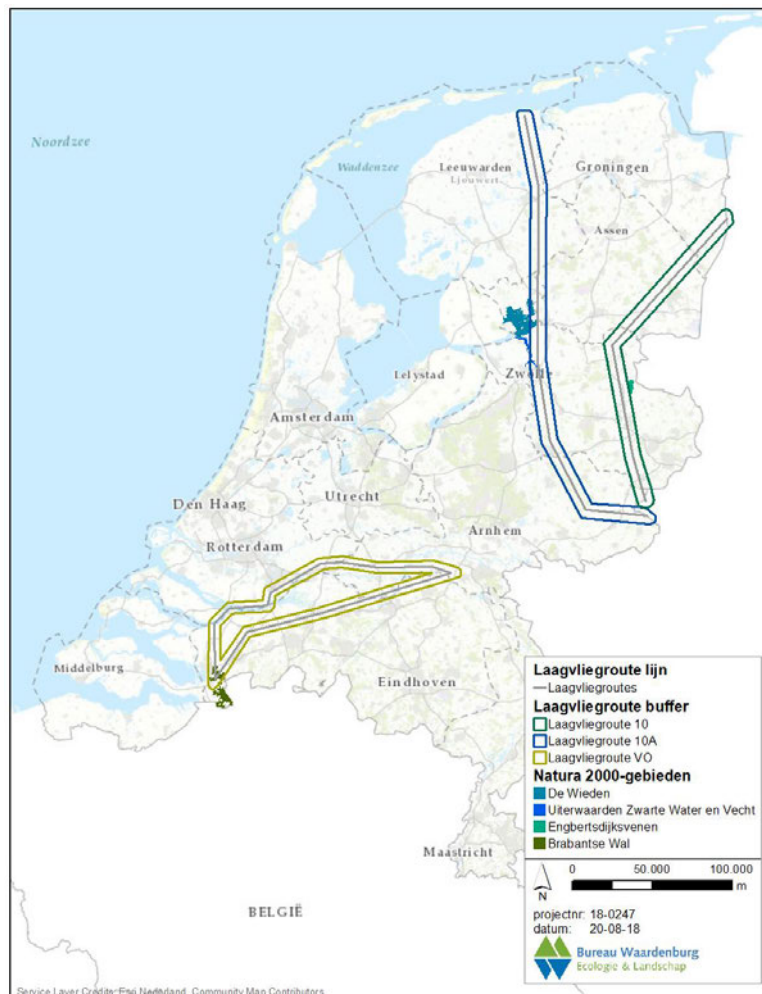 Noordzee
Waddenzee
Leeuwarden
Ljouwert
Groningen
Assen
Zwolle
Lelystad
Amsterdam
Den Haag
Utrecht
Arnhem
Rotterdam
Middelburg
Eindhoven
Maastricht
BELGIË
Laagvliegroute lijn
Laagvliegroutes
Laagvliegroute buffer
Laagvliegroute 10
Laagvliegroute 10A
Laagvliegroute VO
Natura 2000-gebieden
De Wieden
Uiterwaarden Zwarte Water en Vecht
Engbertsdijksvenen
Brabantse Wal
0 50.000 100.000
m
N
projectnr: 18-0247
datum: 20-08-18
Bureau Waardenburg
Ecologie & Landschap
Service Layer Credits: Esri Nederland, Community Map Contributors